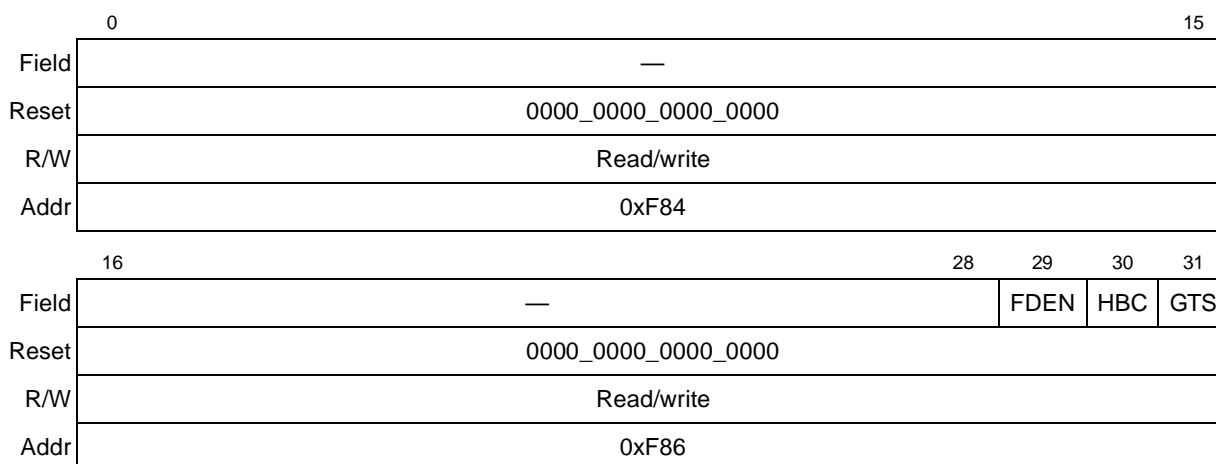 0 15
Field —
Reset 0000_0000_0000_0000
R/W Read/write
Addr 0xF84
16 28 29 30 31
Field — FDEN HBC GTS
Reset 0000_0000_0000_0000
R/W Read/write
Addr 0xF86